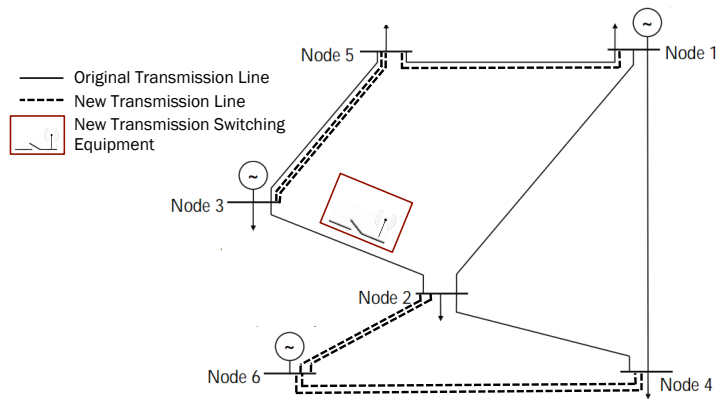 Node 5
Node 1
Original Transmission Line
New Transmission Line
New Transmission Switching
Equipment
~
~
Node 3
Node 2
~
Node 6
Node 4